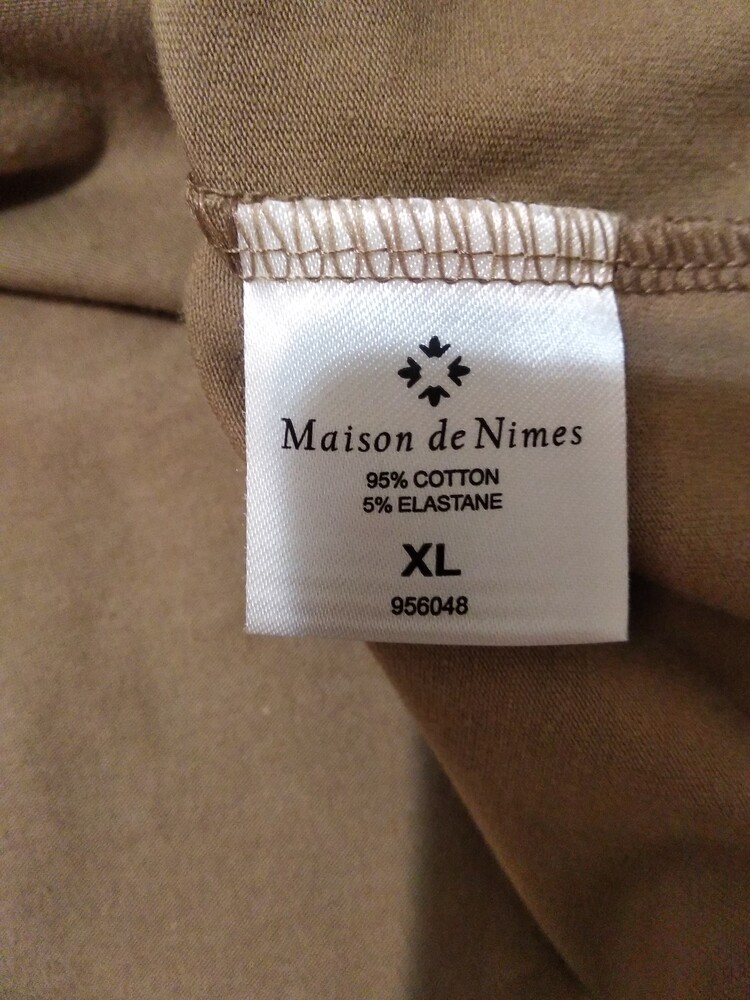 Maison de Nimes
95% COTTON
5% ELASTANE
XL
956048